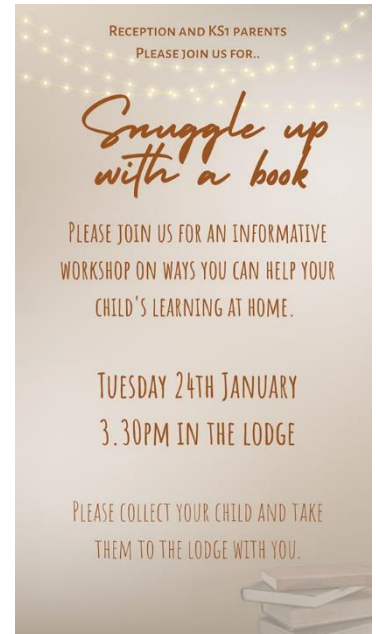 Reception and KS1 parents
Please join us for..
Snuggle up
with a book
Please join us for an informative
workshop on ways you can help your
child's learning at home.
Tuesday 24th January
3.30pm in the lodge
Please collect your child and take
them to the lodge with you.